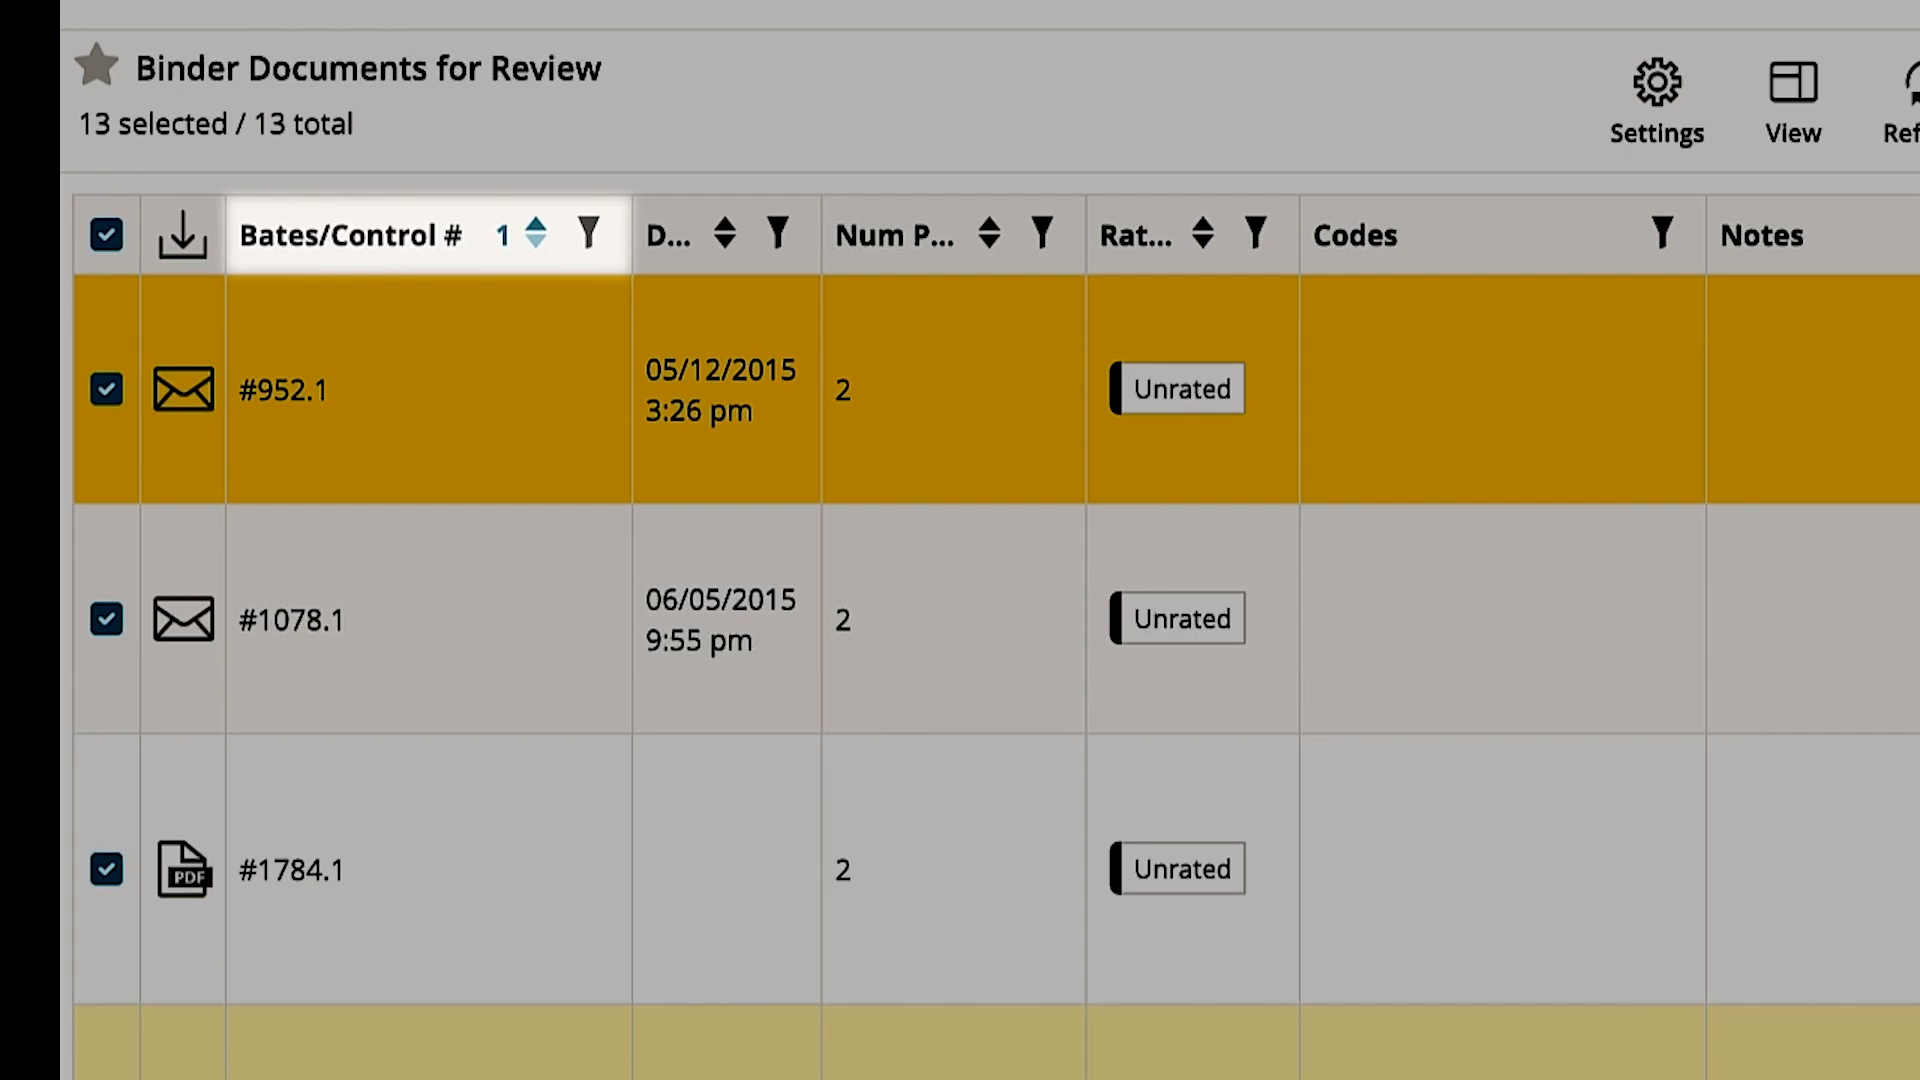 Binder Documents for Review
13 selected / 13 total
Settings
View
Ref
Bates/Control # 1
D...
Num P...
Rat...
Codes
Notes
#952.1
05/12/2015
3:26 pm
2
Unrated
#1078.1
06/05/2015
9:55 pm
2
Unrated
PDF
#1784.1
2
Unrated